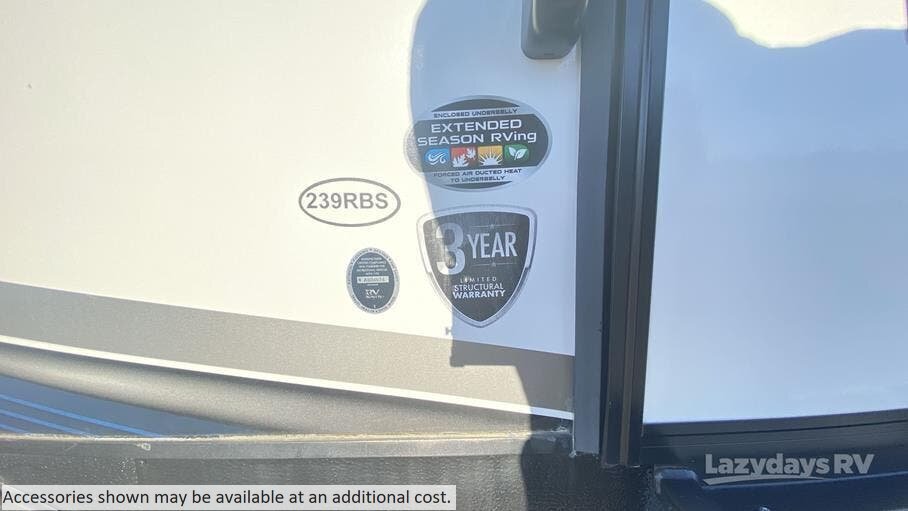 ENCLOSED UNDERBELLY
EXTENDED
SEASON RVing
FORCED AIR DUCTED HEAT
TO UNDERBELLY
239RBS
3 YEAR
LIMITED
STRUCTURAL
WARRANTY
RV
Lazydays RV
Accessories shown may be available at an additional cost.